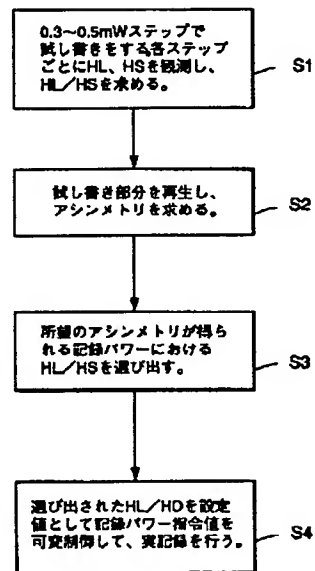 0.3~0.5mWステップで
試し書きをする各ステップ
ごとにHL、HSを観測し、
HL/HSを求める。
S1
試し書き部分を再生し、
アシンメトリを求める。
S2
所望のアシンメトリが得ら
れる記録パワーにおける
HL/HSを選び出す。
S3
選び出されたHL/HDを設定
値として記録パワー指令値を
可変制御して、実記録を行う。
S4